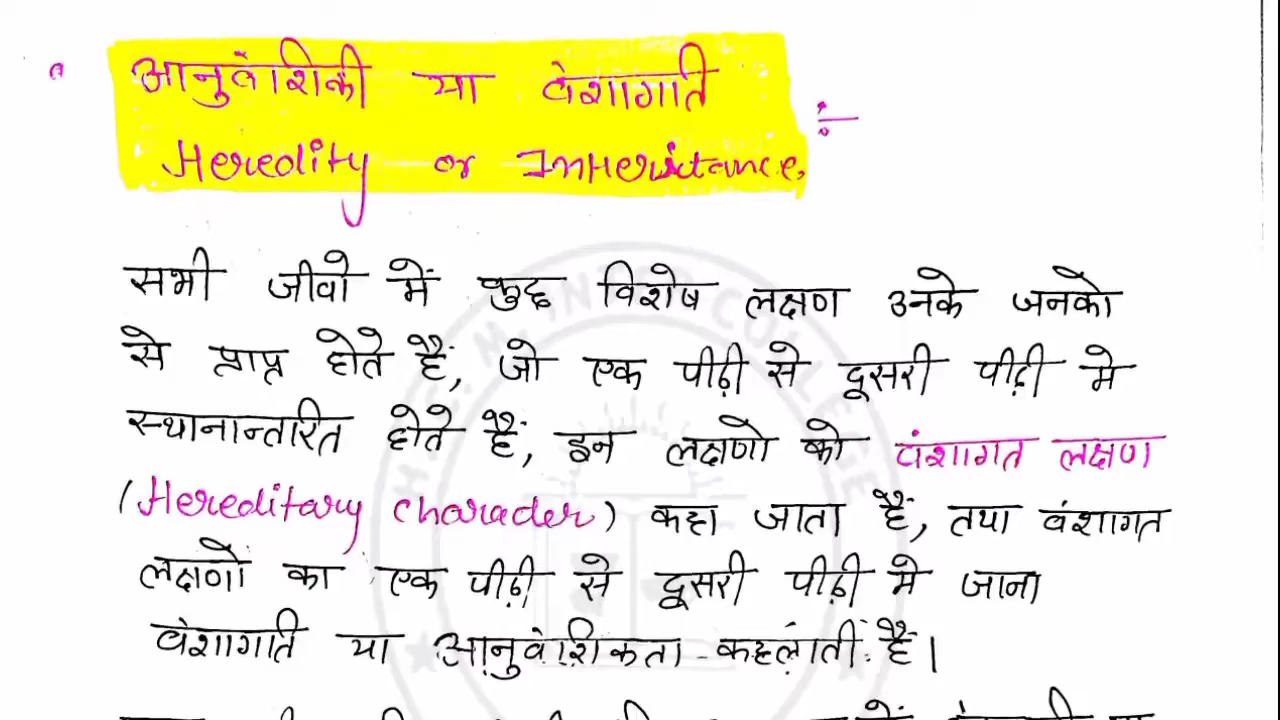 आनुवंशिकी या वंशागति :-
Heredity or Inheritance,
सभी जीवो में कुछ विशेष लक्षण उनके जनको
से प्राप्त होते हैं, जो एक पीढ़ी से दूसरी पीढ़ी मे
स्थानान्तरित होते हैं, इन लक्षणो को वंशागत लक्षण
(Hereditary character) कहा जाता हैं, तथा वंशागत
लक्षणों का एक पीढ़ी से दूसरी पीढ़ी मे जाना
वंशागति या आनुवंशिकता कहलाती हैं।